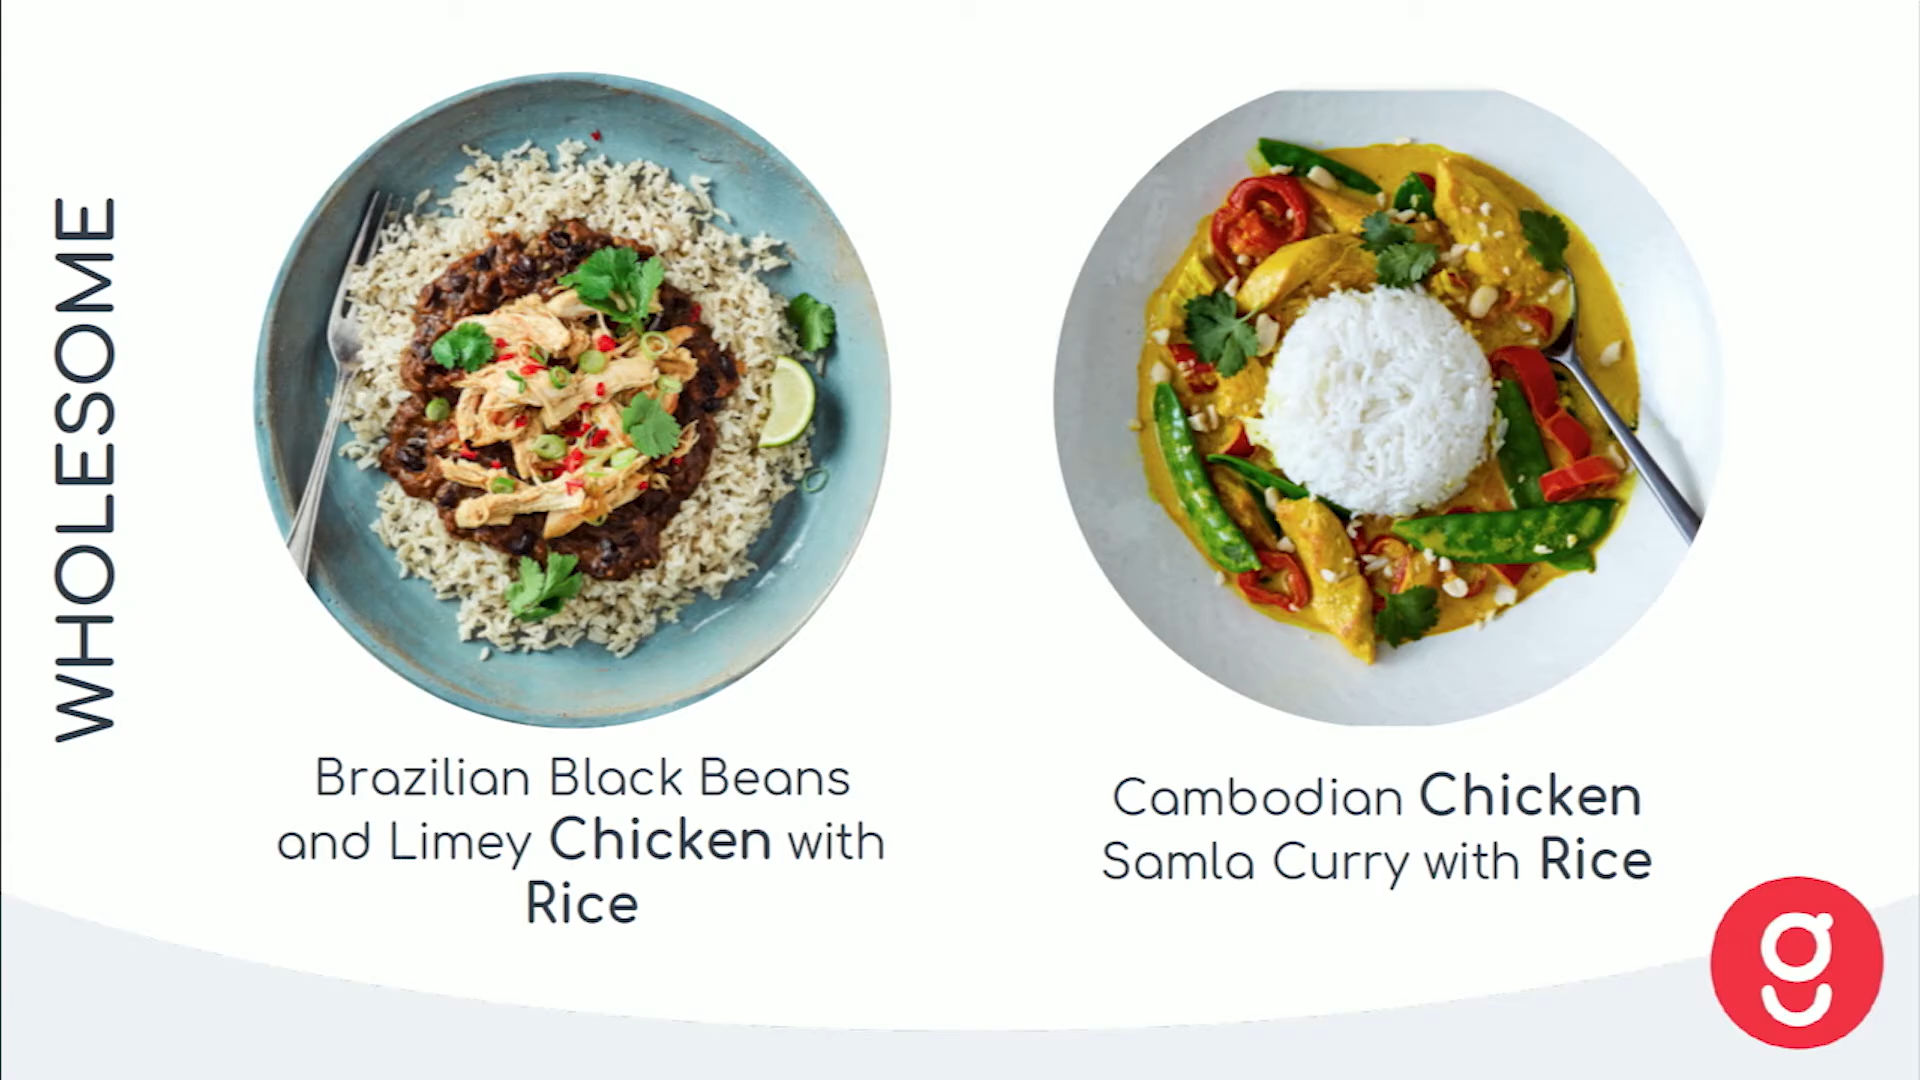 WHOLESOME
Brazilian Black Beans
and Limey Chicken with
Rice
Cambodian Chicken
Samla Curry with Rice
g